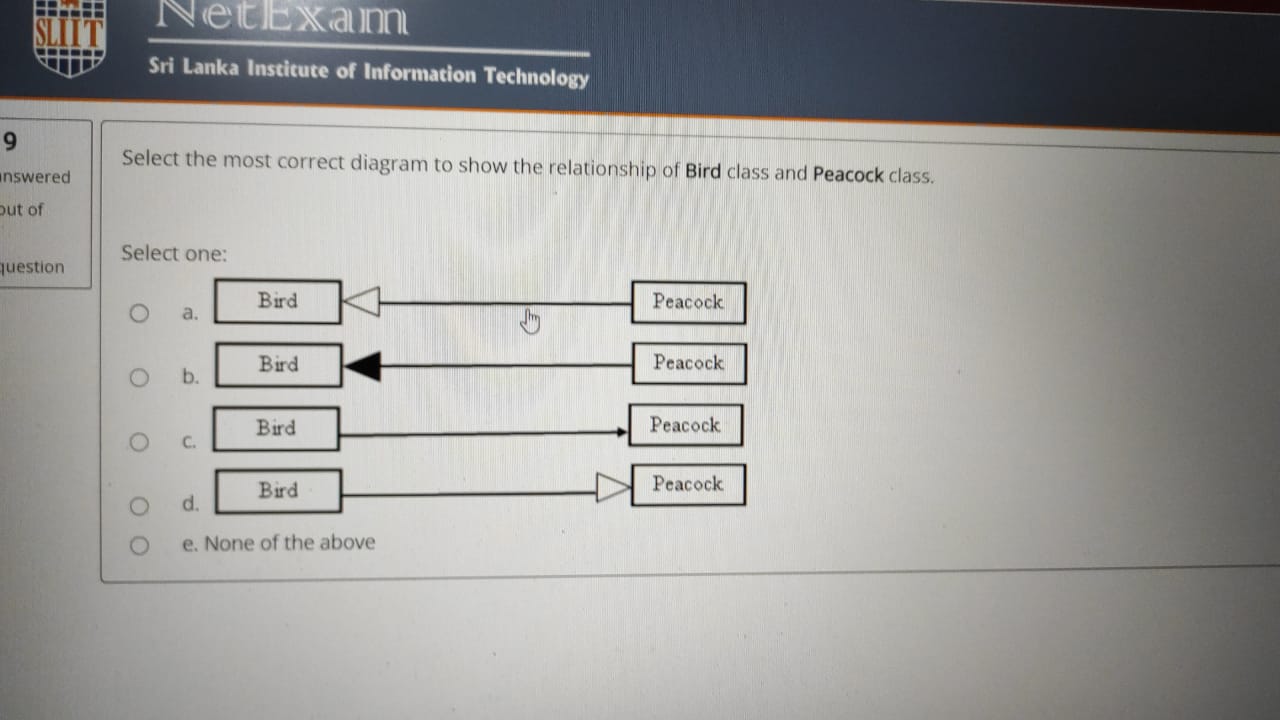 SLIIT
NetExam
Sri Lanka Institute of Information Technology
9
nswered
out of
question
Select the most correct diagram to show the relationship of Bird class and Peacock class.
Select one:
a. Bird Peacock
b. Bird Peacock
c. Bird Peacock
d. Bird Peacock
e. None of the above